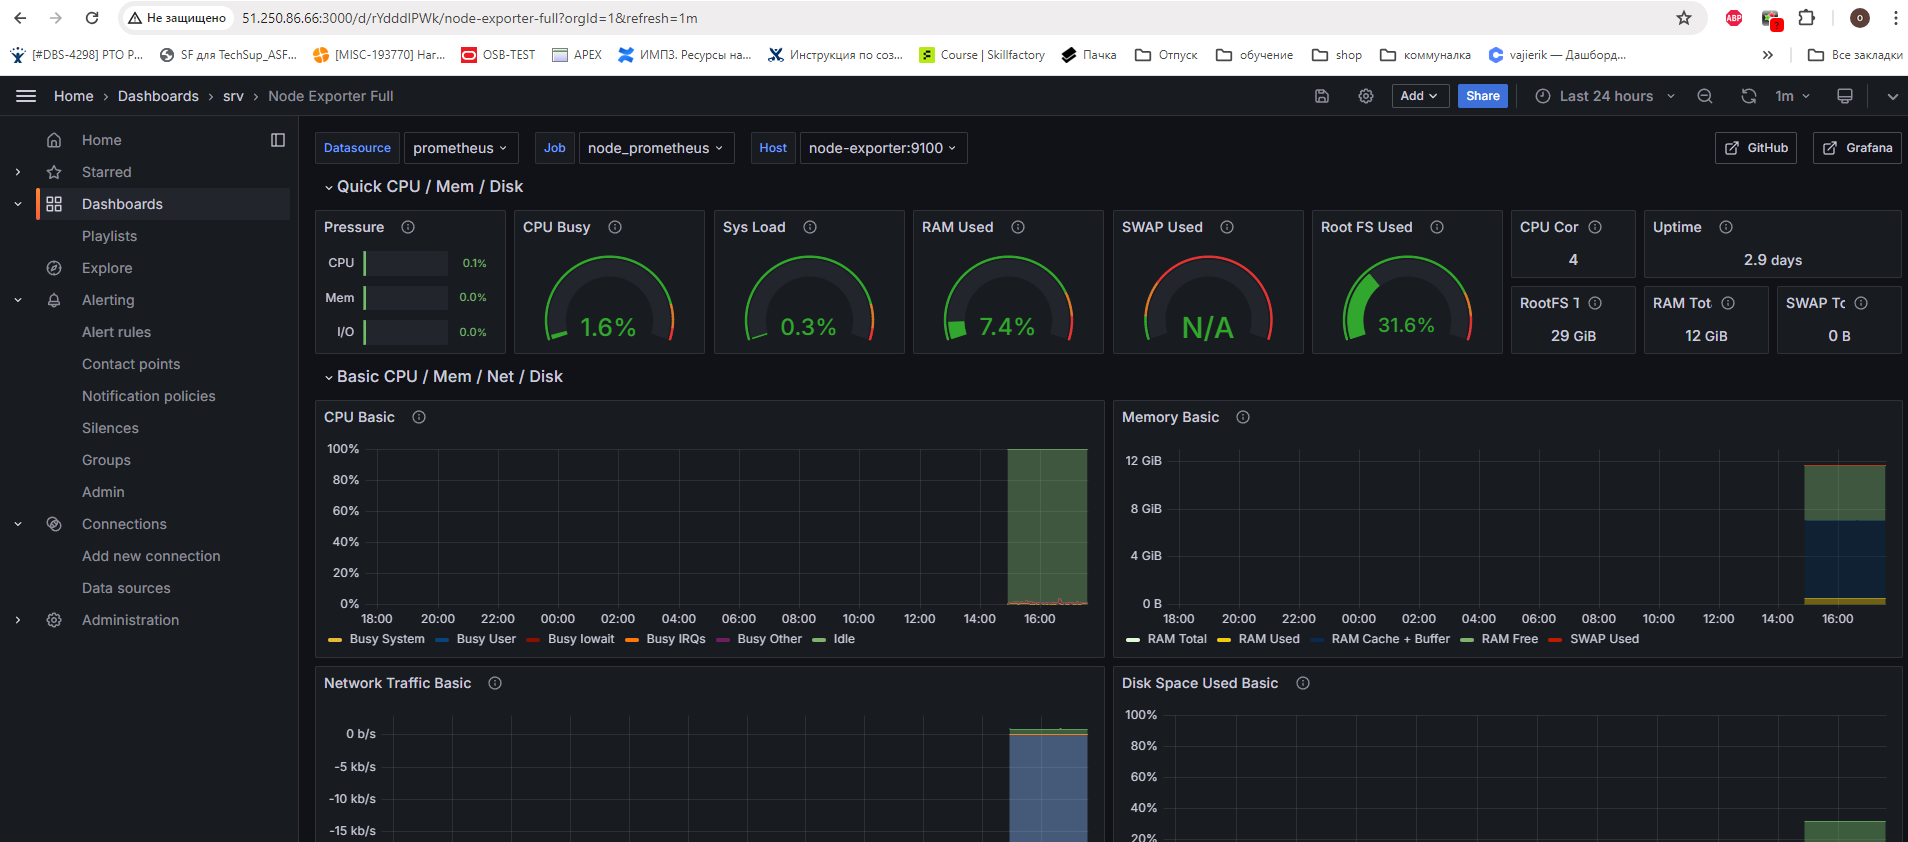 Не защищено 51.250.86.66:3000/d/rYdddlPWk/node-exporter-full?orgId=1&refresh=1m
[#DBS-4298] РТО Р... SF для TechSup_ASF... [MISC-193770] Наг... OSB-TEST APEX ИМПЗ. Ресурсы на... Инструкция по соз... Course | Skillfactory Пачка Отпуск обучение shop коммуналка vajierik — Дашборд... » Все закладки
Home › Dashboards › srv › Node Exporter Full Add Share Last 24 hours 1m
Home
Starred
Dashboards
Playlists
Explore
Alerting
Alert rules
Contact points
Notification policies
Silences
Groups
Admin
Connections
Add new connection
Data sources
Administration
Datasource prometheus Job node_prometheus Host node-exporter:9100 GitHub Grafana
Quick CPU / Mem / Disk
Pressure
CPU 0.1%
Mem 0.0%
I/O 0.0%
CPU Busy
1.6%
Sys Load
0.3%
RAM Used
7.4%
SWAP Used
N/A
Root FS Used
31.6%
CPU Cor
4
Uptime
2.9 days
RootFS T
29 GiB
RAM Tot
12 GiB
SWAP Tc
0 B
Basic CPU / Mem / Net / Disk
CPU Basic
100%
80%
60%
40%
20%
0%
18:00 20:00 22:00 00:00 02:00 04:00 06:00 08:00 10:00 12:00 14:00 16:00
Busy System Busy User Busy Iowait Busy IRQs Busy Other Idle
Memory Basic
12 GiB
8 GiB
4 GiB
0 B
18:00 20:00 22:00 00:00 02:00 04:00 06:00 08:00 10:00 12:00 14:00 16:00
RAM Total RAM Used RAM Cache + Buffer RAM Free SWAP Used
Network Traffic Basic
0 b/s
-5 kb/s
-10 kb/s
-15 kb/s
Disk Space Used Basic
100%
80%
60%
40%
20%